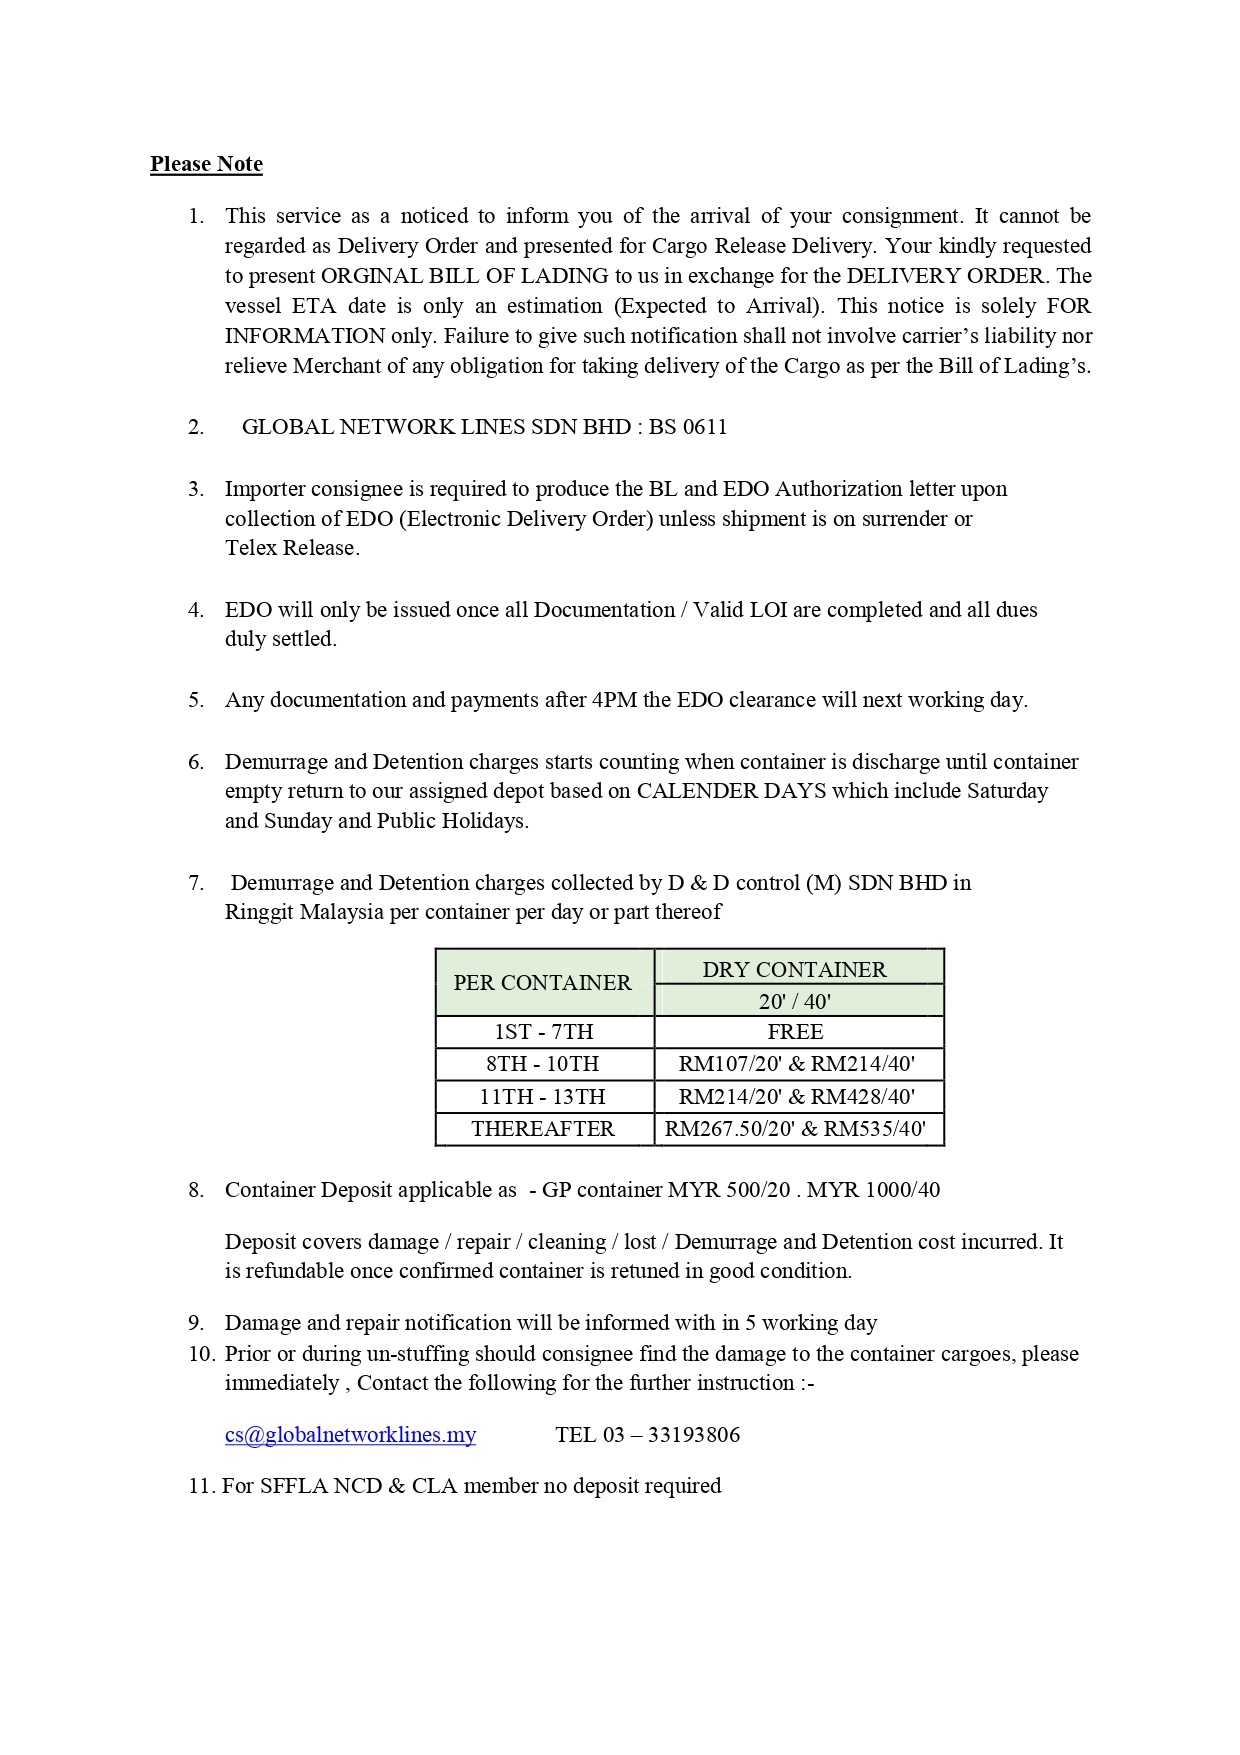 Please Note
1. This service as a noticed to inform you of the arrival of your consignment. It cannot be
regarded as Delivery Order and presented for Cargo Release Delivery. Your kindly requested
to present ORGINAL BILL OF LADING to us in exchange for the DELIVERY ORDER. The
vessel ETA date is only an estimation (Expected to Arrival). This notice is solely FOR
INFORMATION only. Failure to give such notification shall not involve carrier’s liability nor
relieve Merchant of any obligation for taking delivery of the Cargo as per the Bill of Lading’s.
2. GLOBAL NETWORK LINES SDN BHD : BS 0611
3. Importer consignee is required to produce the BL and EDO Authorization letter upon
collection of EDO (Electronic Delivery Order) unless shipment is on surrender or
Telex Release.
4. EDO will only be issued once all Documentation / Valid LOI are completed and all dues
duly settled.
5. Any documentation and payments after 4PM the EDO clearance will next working day.
6. Demurrage and Detention charges starts counting when container is discharge until container
empty return to our assigned depot based on CALENDER DAYS which include Saturday
and Sunday and Public Holidays.
7. Demurrage and Detention charges collected by D & D control (M) SDN BHD in
Ringgit Malaysia per container per day or part thereof
PER CONTAINER DRY CONTAINER
20' / 40'
1ST - 7TH FREE
8TH - 10TH RM107/20' & RM214/40'
11TH - 13TH RM214/20' & RM428/40'
THEREAFTER RM267.50/20' & RM535/40'
8. Container Deposit applicable as - GP container MYR 500/20 . MYR 1000/40
Deposit covers damage / repair / cleaning / lost / Demurrage and Detention cost incurred. It
is refundable once confirmed container is retuned in good condition.
9. Damage and repair notification will be informed with in 5 working day
10. Prior or during un-stuffing should consignee find the damage to the container cargoes, please
immediately , Contact the following for the further instruction :-
cs@globalnetworklines.my TEL 03 – 33193806
11. For SFFLA NCD & CLA member no deposit required